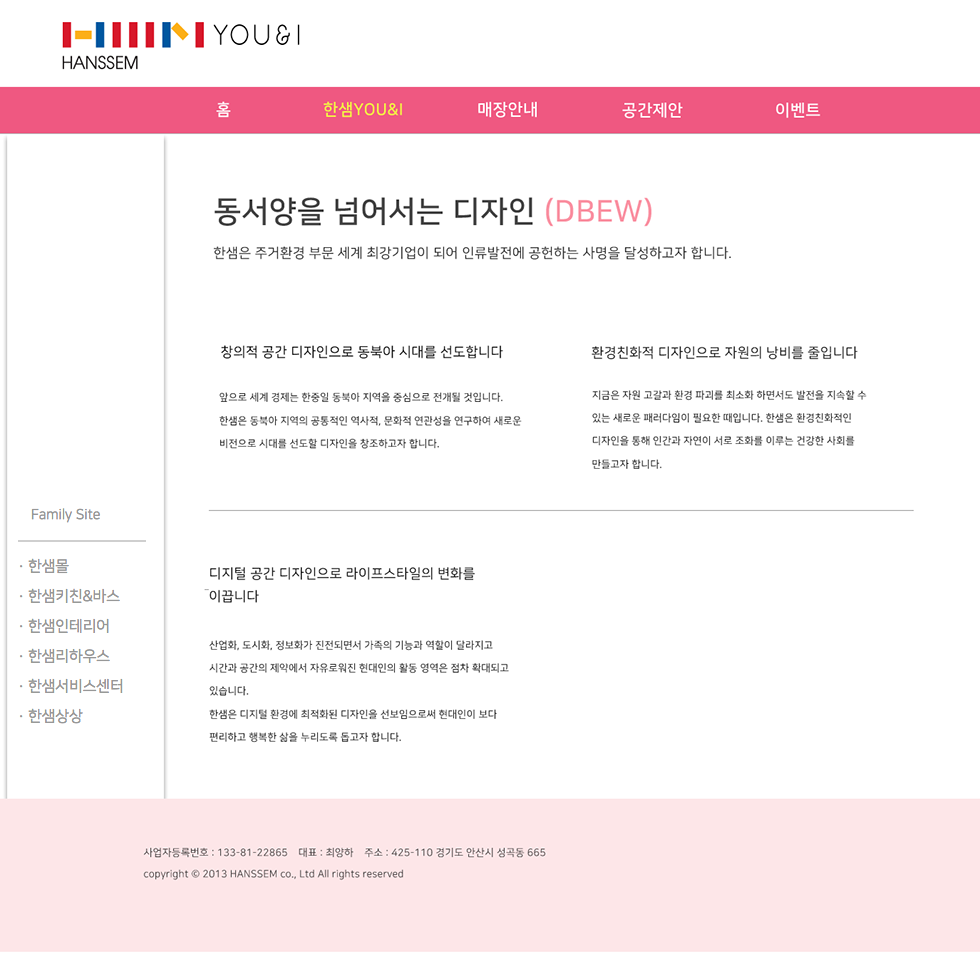 YOU&I
HANSSEM
홈 한샘YOU&I 매장안내 공간제안 이벤트
동서양을 넘어서는 디자인 (DBEW)
한샘은 주거환경 부문 세계 최강기업이 되어 인류발전에 공헌하는 사명을 달성하고자 합니다.
창의적 공간 디자인으로 동북아 시대를 선도합니다
앞으로 세계 경제는 한중일 동북아 지역을 중심으로 전개될 것입니다.
한샘은 동북아 지역의 공통적인 역사적, 문화적 연관성을 연구하여 새로운
비전으로 시대를 선도할 디자인을 창조하고자 합니다.
환경친화적 디자인으로 자원의 낭비를 줄입니다
지금은 자원 고갈과 환경 파괴를 최소화 하면서도 발전을 지속할 수
있는 새로운 패러다임이 필요한 때입니다. 한샘은 환경친화적인
디자인을 통해 인간과 자연이 서로 조화를 이루는 건강한 사회를
만들고자 합니다.
Family Site
· 한샘몰
· 한샘키친&바스
· 한샘인테리어
· 한샘리하우스
· 한샘서비스센터
· 한샘상상
디지털 공간 디자인으로 라이프스타일의 변화를
이끕니다
산업화, 도시화, 정보화가 진전되면서 가족의 기능과 역할이 달라지고
시간과 공간의 제약에서 자유로워진 현대인의 활동 영역은 점차 확대되고
있습니다.
한샘은 디지털 환경에 최적화된 디자인을 선보임으로써 현대인이 보다
편리하고 행복한 삶을 누리도록 돕고자 합니다.
사업자등록번호 : 133-81-22865 대표 : 최양하 주소 : 425-110 경기도 안산시 성곡동 665
copyright © 2013 HANSSEM co., Ltd All rights reserved